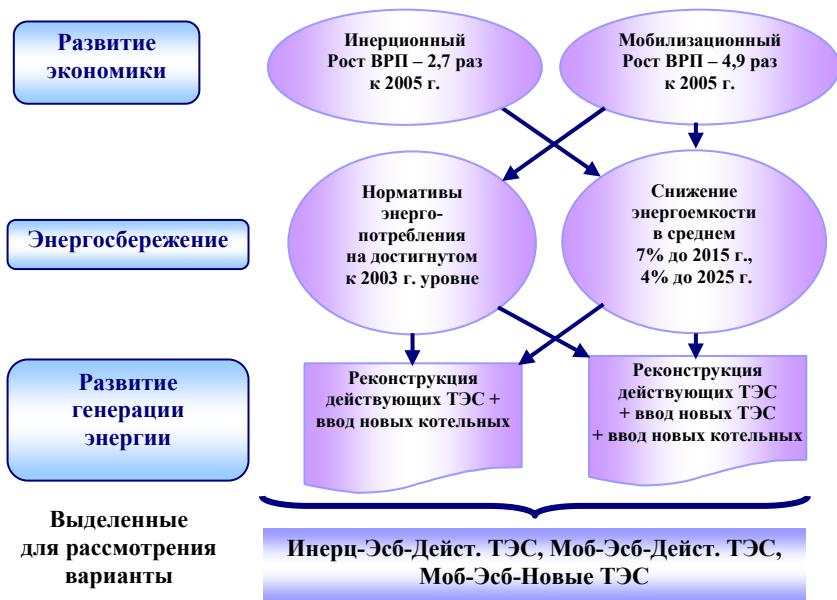 Развитие
экономики
Инерционный
Рост ВРП – 2,7 раз
к 2005 г.
Мобилизационный
Рост ВРП – 4,9 раз
к 2005 г.
Энергосбережение
Нормативы
энерго-
потребления
на достигнутом
к 2003 г. уровне
Снижение
энергоемкости
в среднем
7% до 2015 г.,
4% до 2025 г.
Развитие
генерации
энергии
Реконструкция
действующих ТЭС +
ввод новых котельных
Реконструкция
действующих ТЭС
+ ввод новых ТЭС
+ ввод новых котельных
Выделенные
для рассмотрения
варианты
Инерц-Эсб-Дейст. ТЭС, Моб-Эсб-Дейст. ТЭС,
Моб-Эсб-Новые ТЭС